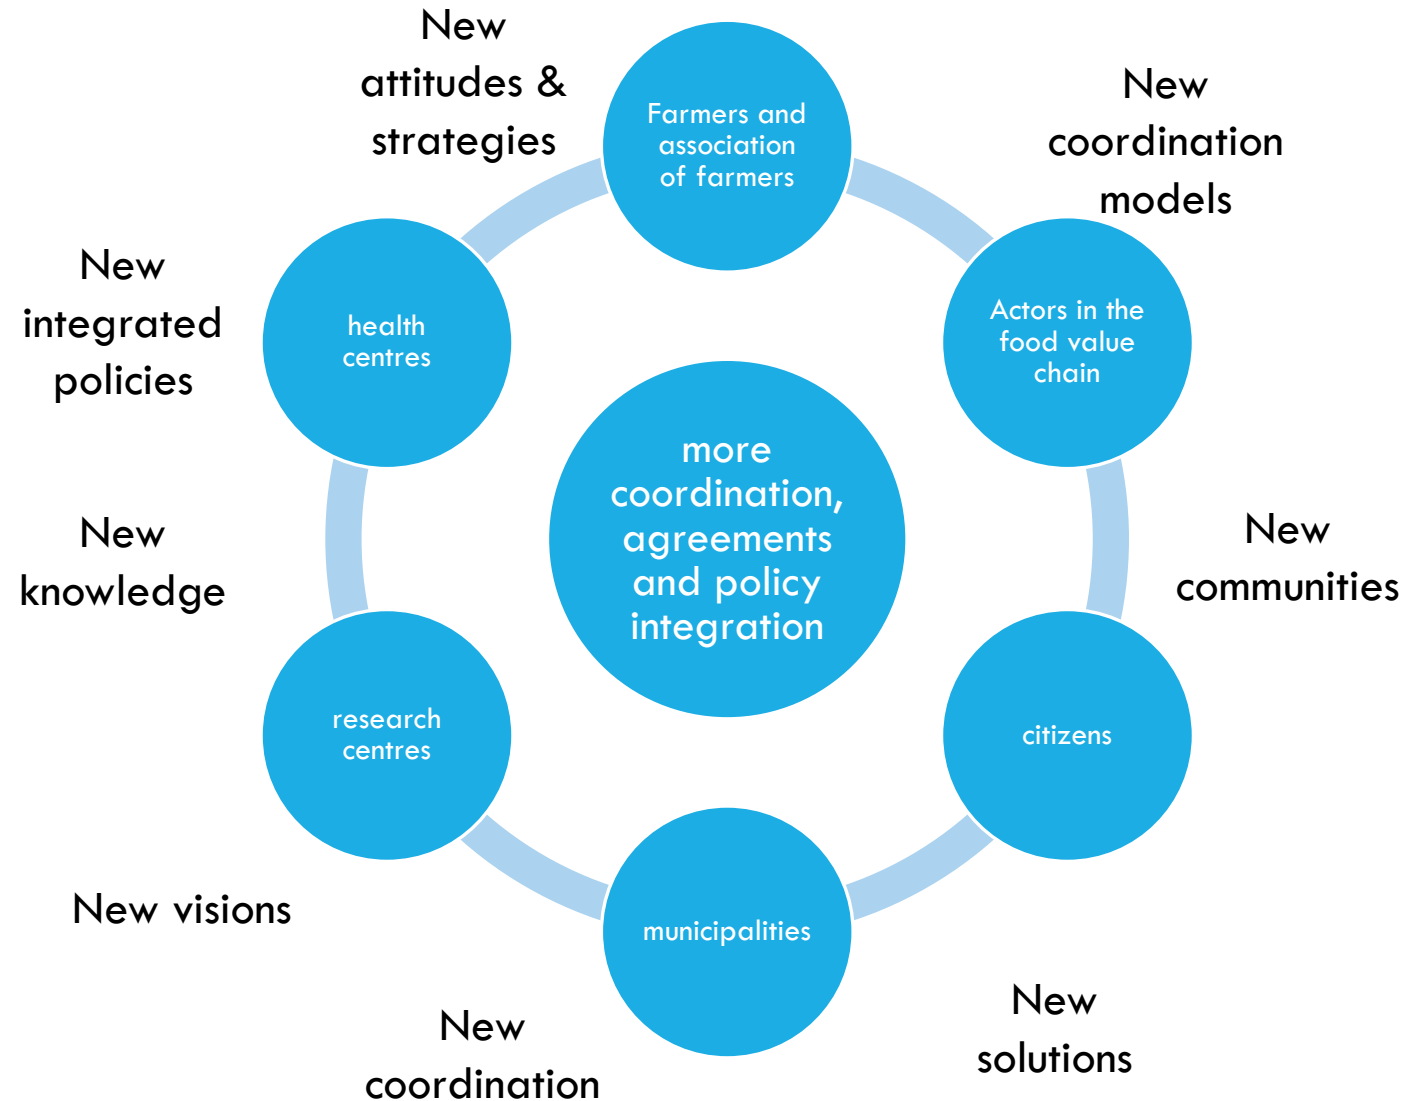 New
attitudes &
strategies
Farmers and
association
of farmers
New
coordination
models
New
integrated
policies
health
centres
Actors in the
food value
chain
more
coordination,
agreements
and policy
integration
New
knowledge
New
communities
research
centres
citizens
New visions
municipalities
New
coordination
New
solutions